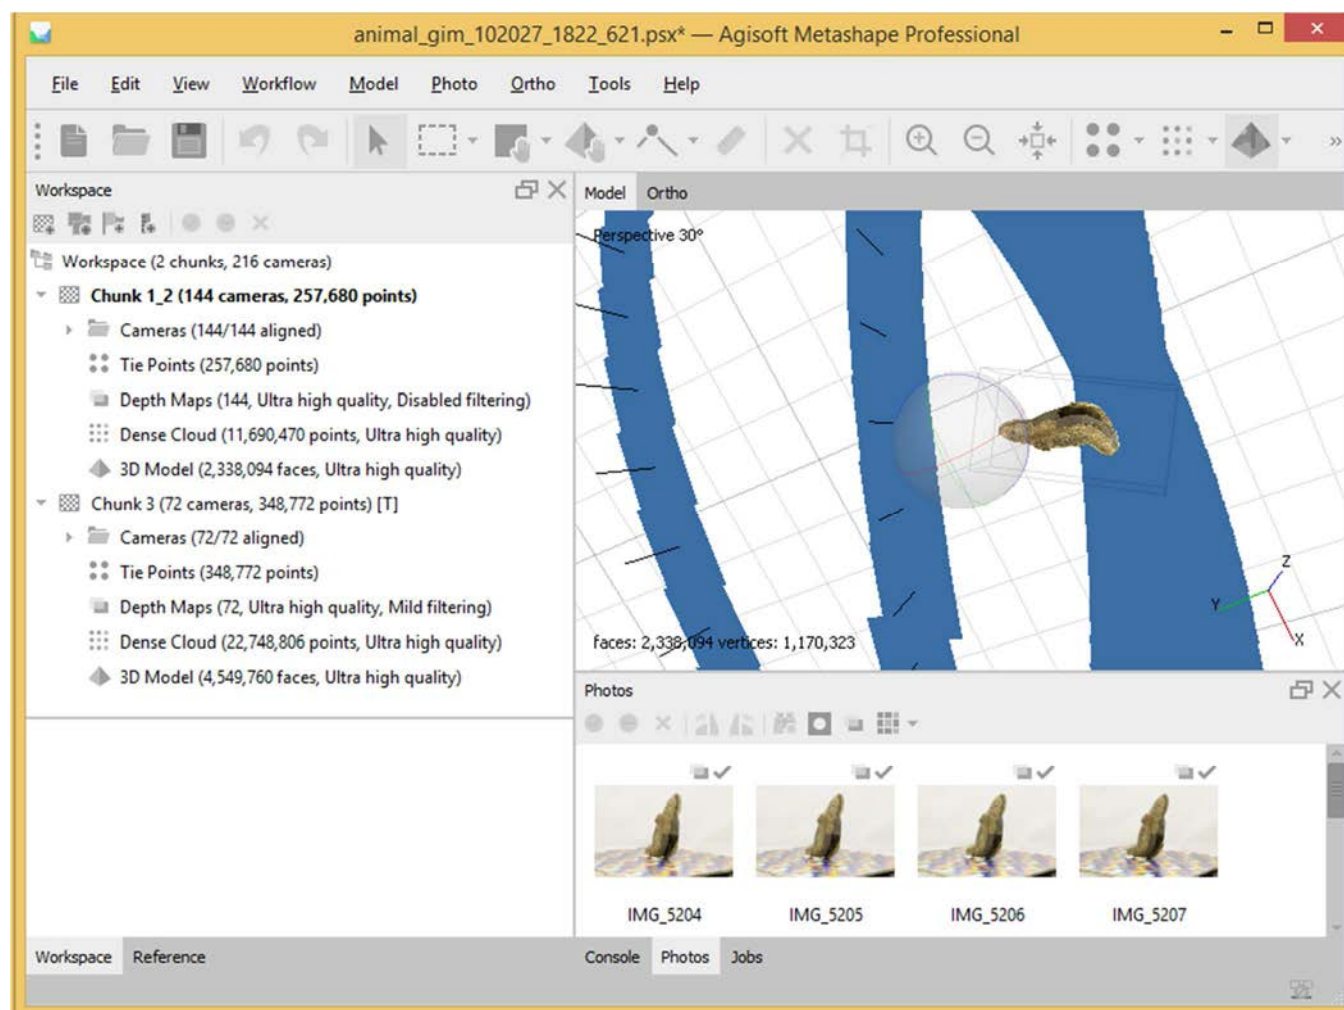 animal_gim_102027_1822_621.psx* — Agisoft Metashape Professional
File Edit View Workflow Model Photo Ortho Tools Help
Workspace
Workspace (2 chunks, 216 cameras)
Chunk 1_2 (144 cameras, 257,680 points)
Cameras (144/144 aligned)
Tie Points (257,680 points)
Depth Maps (144, Ultra high quality, Disabled filtering)
Dense Cloud (11,690,470 points, Ultra high quality)
3D Model (2,338,094 faces, Ultra high quality)
Chunk 3 (72 cameras, 348,772 points) [T]
Cameras (72/72 aligned)
Tie Points (348,772 points)
Depth Maps (72, Ultra high quality, Mild filtering)
Dense Cloud (22,748,806 points, Ultra high quality)
3D Model (4,549,760 faces, Ultra high quality)
Workspace Reference
Model Ortho
Perspective 30°
Z
Y
X
faces: 2,338,094 vertices: 1,170,323
Photos
IMG_5204 IMG_5205 IMG_5206 IMG_5207
Console Photos Jobs